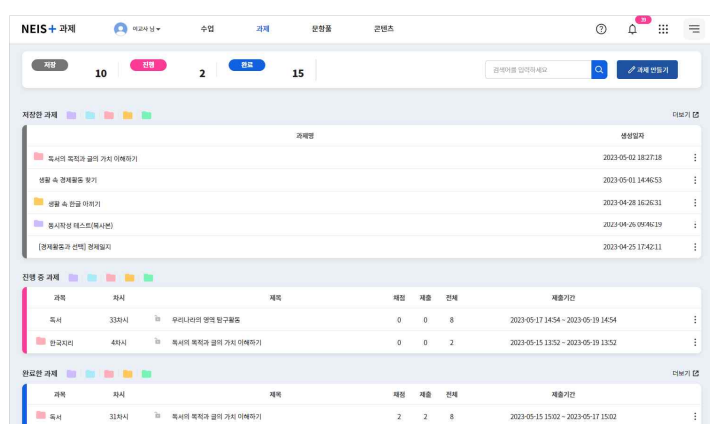 NEIS+ 과제 비교사 님 수업 과제 문항품 콘텐츠
저장 10 진행 2 완료 15 검색어를 입력하세요 과제 만들기
저장한 과제 더보기
과제명 생성일자
독서의 목적과 글의 가치 이해하기 2023-05-02 18:27:18
생활 속 경제활동 찾기 2023-05-01 14:46:53
생활 속 한글 아끼기 2023-04-28 16:26:31
동시작성 테스트(복사본) 2023-04-26 09:46:19
[경제활동과 선택] 경제일지 2023-04-25 17:42:11
진행 중 과제
과목 차시 제목 채점 제출 전체 제출기간
독서 33차시 우리나라의 영역 탐구활동 0 0 8 2023-05-17 14:54 ~ 2023-05-19 14:54
한국지리 4차시 독서의 목적과 글의 가치 이해하기 0 0 2 2023-05-15 13:52 ~ 2023-05-19 13:52
완료한 과제 더보기
과목 차시 제목 채점 제출 전체 제출기간
독서 31차시 독서의 목적과 글의 가치 이해하기 2 2 8 2023-05-15 15:02 ~ 2023-05-17 15:02